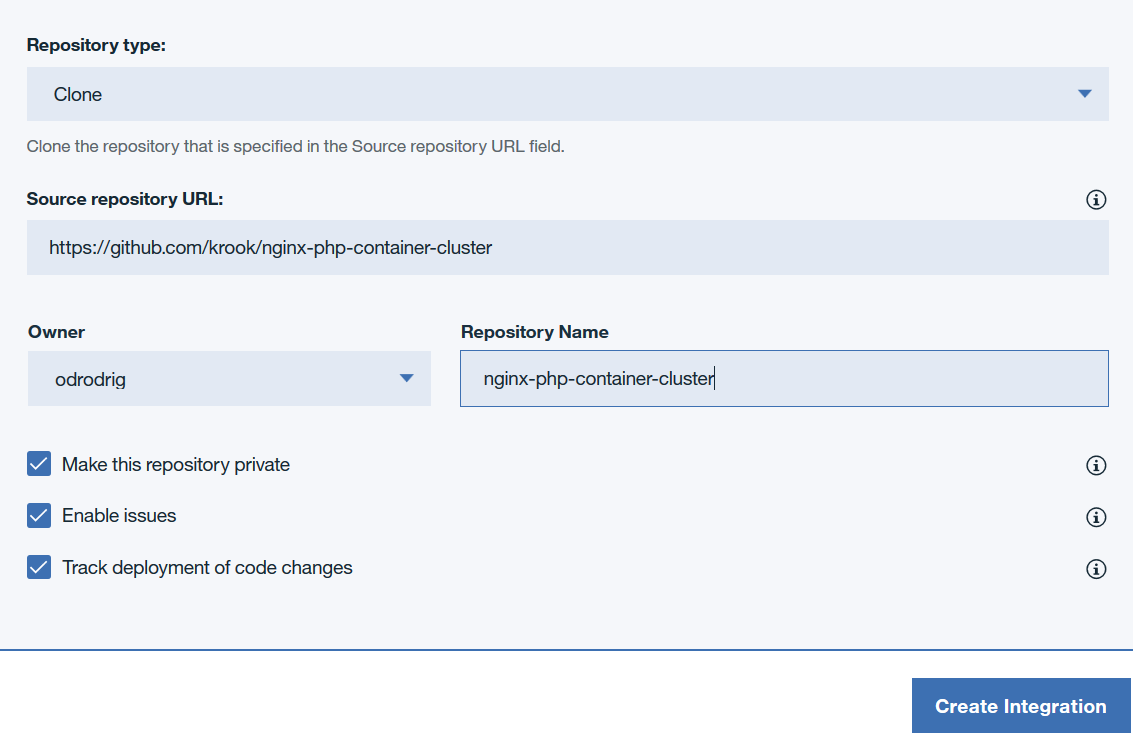 Repository type:
Clone
Clone the repository that is specified in the Source repository URL field.
Source repository URL:
https://github.com/krook/nginx-php-container-cluster
Owner
Repository Name
odrodrig
nginx-php-container-cluster
Make this repository private
Enable issues
Track deployment of code changes
Create Integration